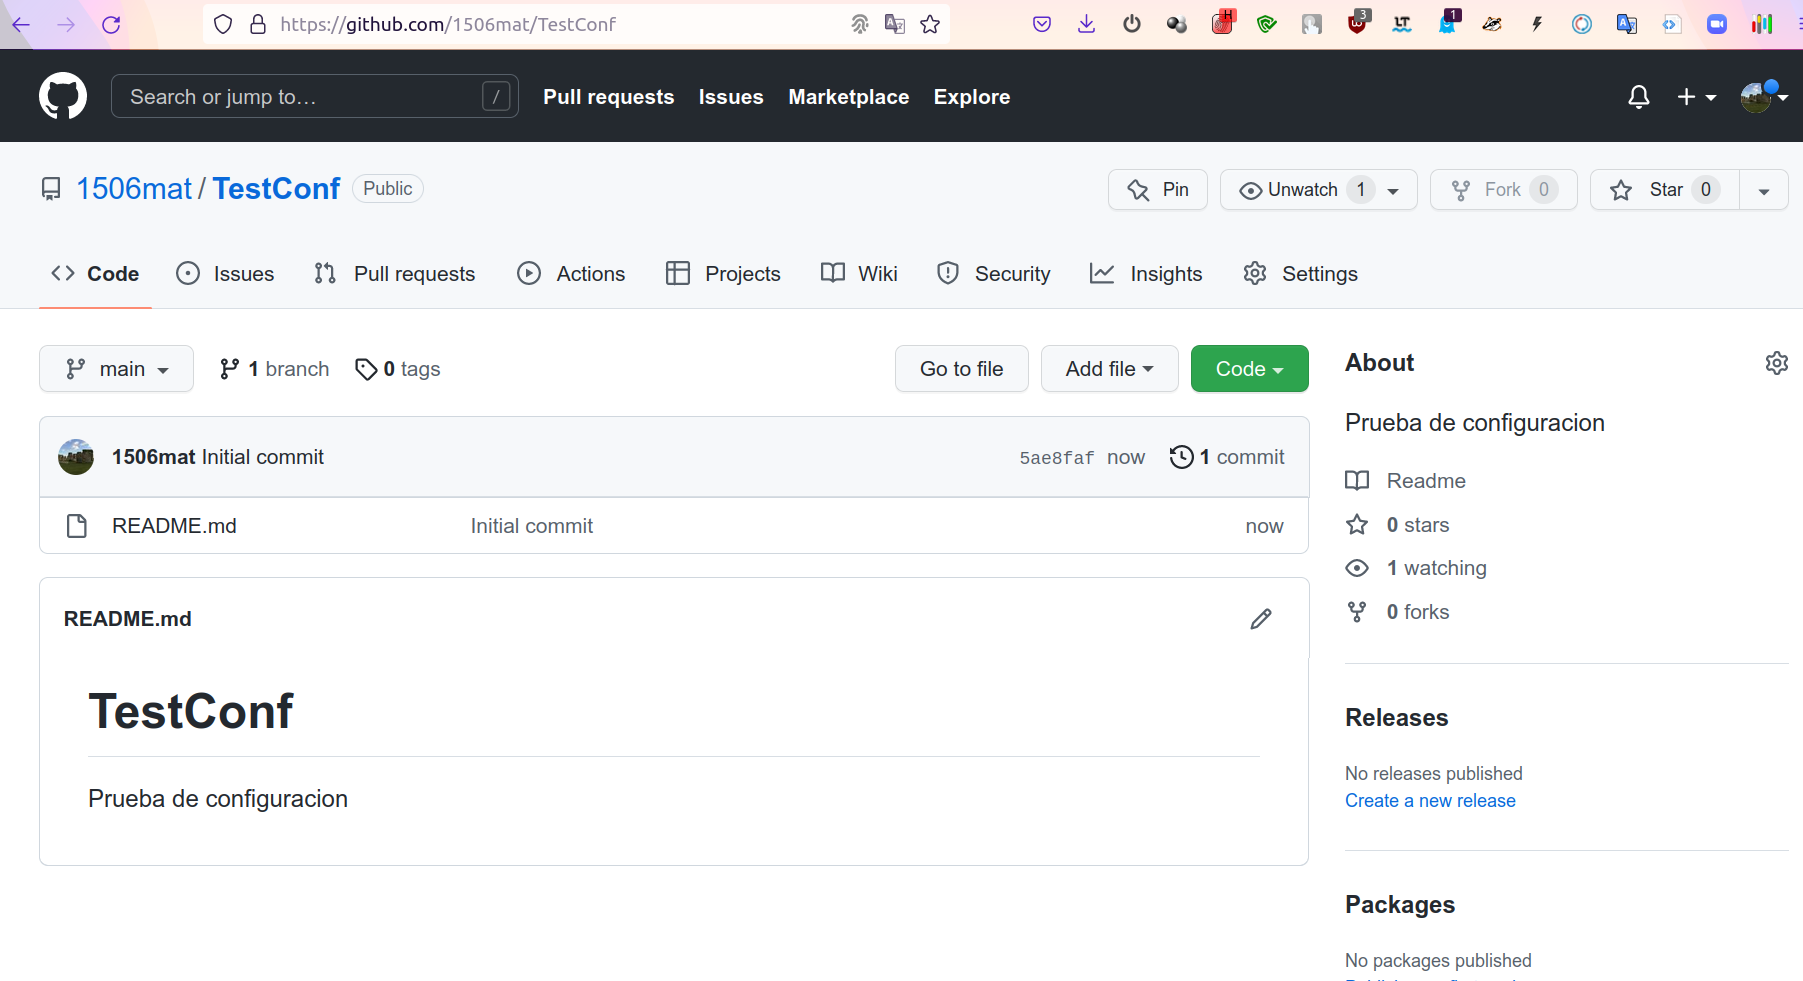 https://github.com/1506mat/TestConf
H
3
LT
1
Search or jump to… /
Pull requests
Issues
Marketplace
Explore
1506mat / TestConf Public
Pin
Unwatch 1
Fork 0
Star 0
Code
Issues
Pull requests
Actions
Projects
Wiki
Security
Insights
Settings
main
1 branch
0 tags
Go to file
Add file
Code
1506mat Initial commit
5ae8faf now
1 commit
README.md Initial commit now
README.md
TestConf
Prueba de configuracion
About
Prueba de configuracion
Readme
0 stars
1 watching
0 forks
Releases
No releases published
Create a new release
Packages
No packages published